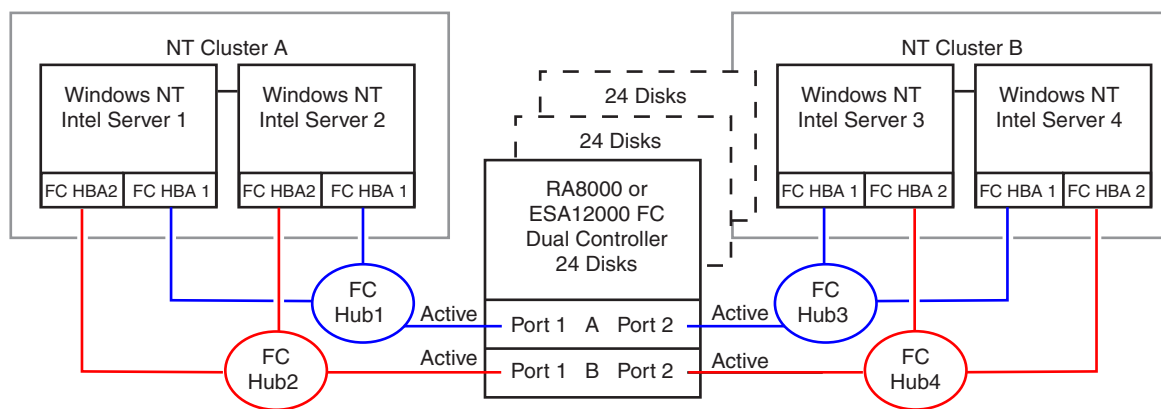 NT Cluster A
Windows NT
Intel Server 1
Windows NT
Intel Server 2
FC HBA2
FC HBA 1
FC HBA2
FC HBA 1
24 Disks
24 Disks
RA8000 or
ESA12000 FC
Dual Controller
24 Disks
NT Cluster B
Windows NT
Intel Server 3
Windows NT
Intel Server 4
FC HBA 1
FC HBA 2
FC HBA 1
FC HBA 2
FC
Hub1
Active
Port 1 A Port 2
Active
FC
Hub3
FC
Hub2
Active
Port 1 B Port 2
Active
FC
Hub4